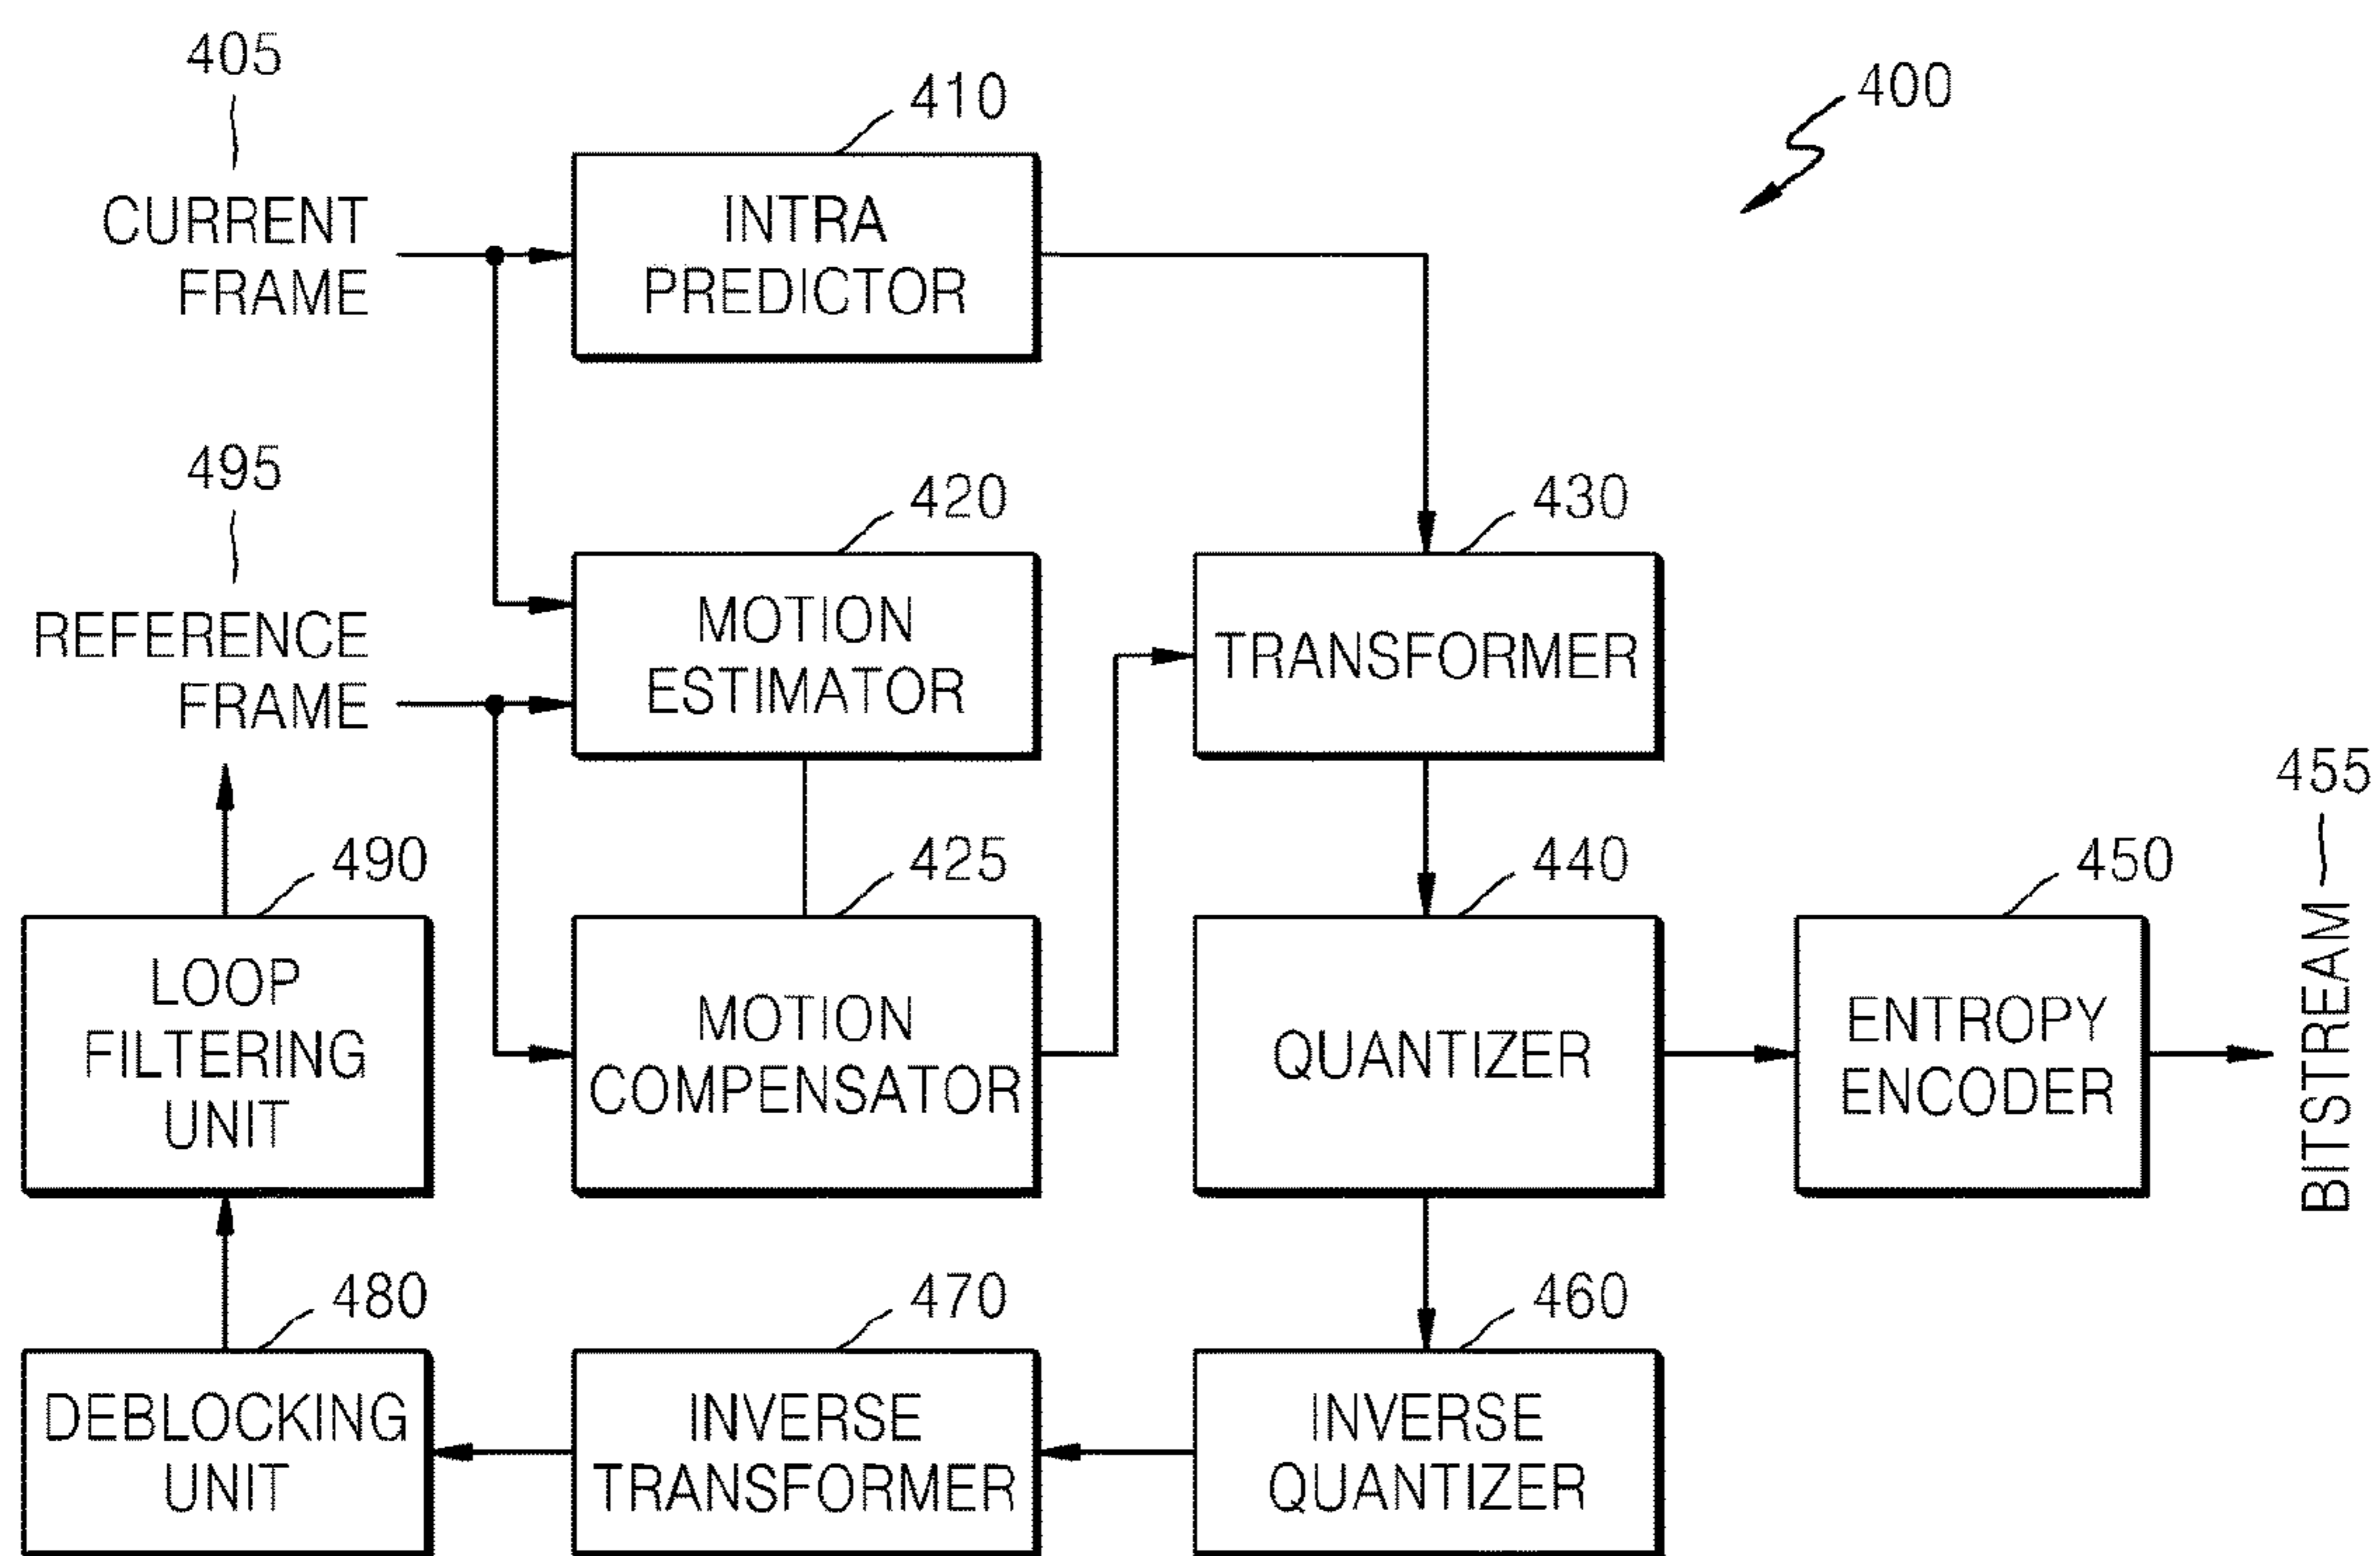 405
CURRENT
FRAME
410
INTRA
PREDICTOR
400
495
REFERENCE
FRAME
420
MOTION
ESTIMATOR
430
TRANSFORMER
490
LOOP
FILTERING
UNIT
425
MOTION
COMPENSATOR
440
QUANTIZER
450
ENTROPY
ENCODER
455
BITSTREAM
480
DEBLOCKING
UNIT
470
INVERSE
TRANSFORMER
460
INVERSE
QUANTIZER